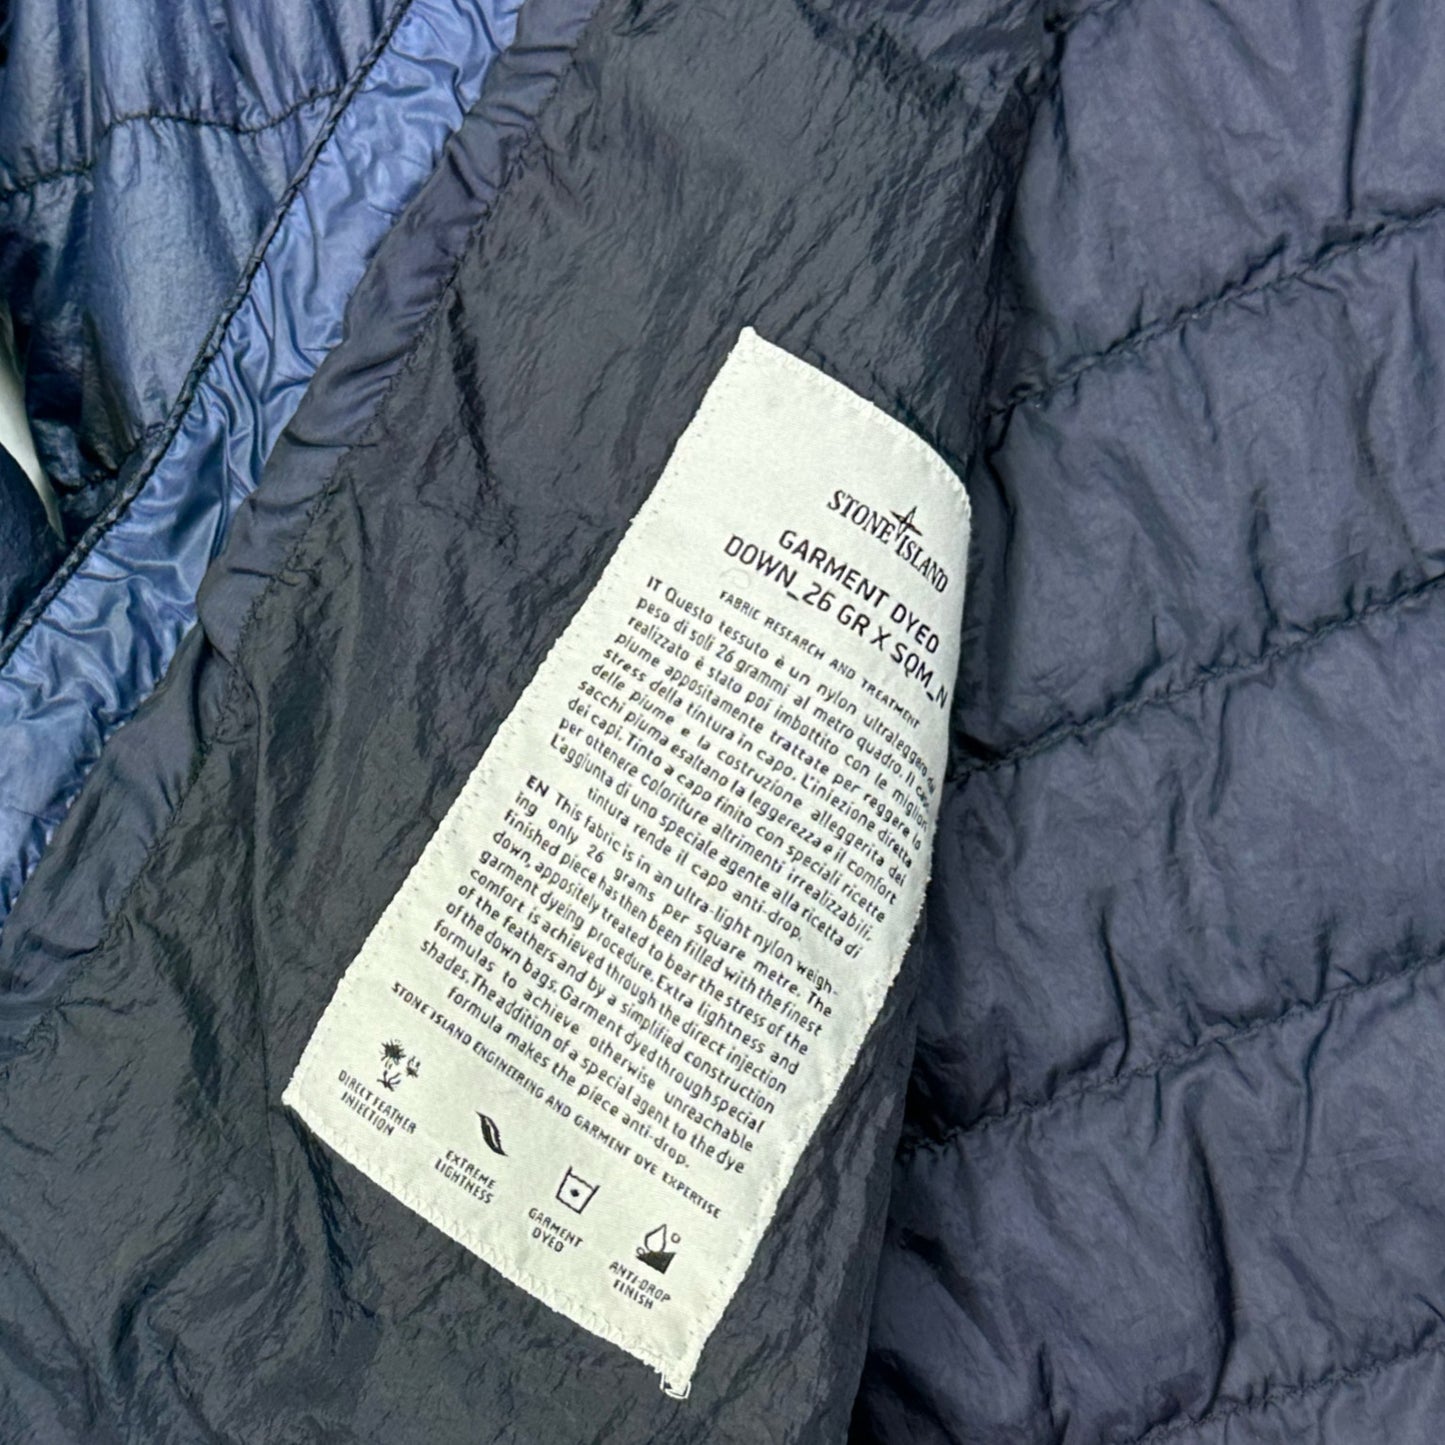 STONE ISLAND
GARMENT DYED
DOWN_26 GR X SQM_N
FABRIC RESEARCH AND TREATMENT
IT Questo tessuto è un nylon ultraleggero dal
peso di soli 26 grammi al metro quadro. Il capo
realizzato è stato poi imbottito con le migliori
piume appositamente trattate per reggere lo
stress della tintura in capo. L'iniezione diretta
delle piume e la costruzione alleggerita dei
sacchi piuma esaltano la leggerezza e il comfort
dei capi. Tinto a capo finito con speciali ricette
per ottenere coloriture altrimenti irrealizzabili.
L'aggiunta di uno speciale agente alla ricetta di
tintura rende il capo anti-drop.
EN This fabric is in an ultra-light nylon weigh-
ing only 26 grams per square metre. The
finished piece has then been filled with the finest
down, appositely treated to bear the stress of the
garment dyeing procedure. Extra lightness and
comfort is achieved through the direct injection
of the feathers and by a simplified construction
of the down bags. Garment dyed through special
formulas to achieve otherwise unreachable
shades. The addition of a special agent to the dye
formula makes the piece anti-drop.
STONE ISLAND ENGINEERING AND GARMENT DYE EXPERTISE
DIRECT FEATHER
INJECTION
EXTREME
LIGHTNESS
GARMENT
DYED
ANTI-DROP
FINISH